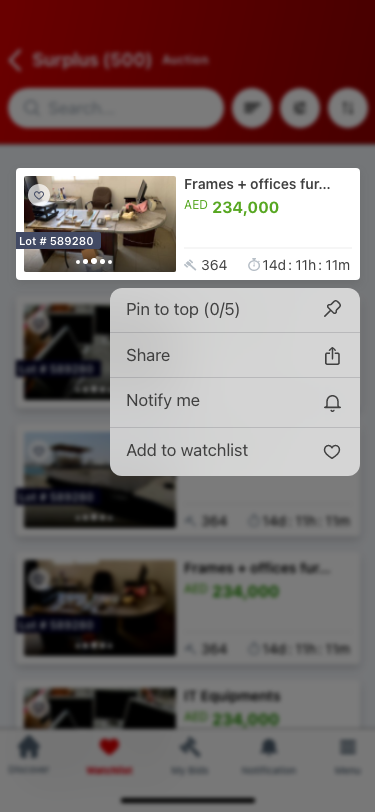 Surplus (500) Auction
Search...
Frames + offices fur...
AED 234,000
Lot # 589280
364 14d : 11h : 11m
Pin to top (0/5)
Share
Notify me
Add to watchlist
Lot # 589280
Lot # 589280
364 14d : 11h : 11m
Frames + offices fur...
AED 234,000
Lot # 589280
364 14d : 11h : 11m
IT Equipments
AED 234,000
Discover
Watchlist
My Bids
Notification
Menu